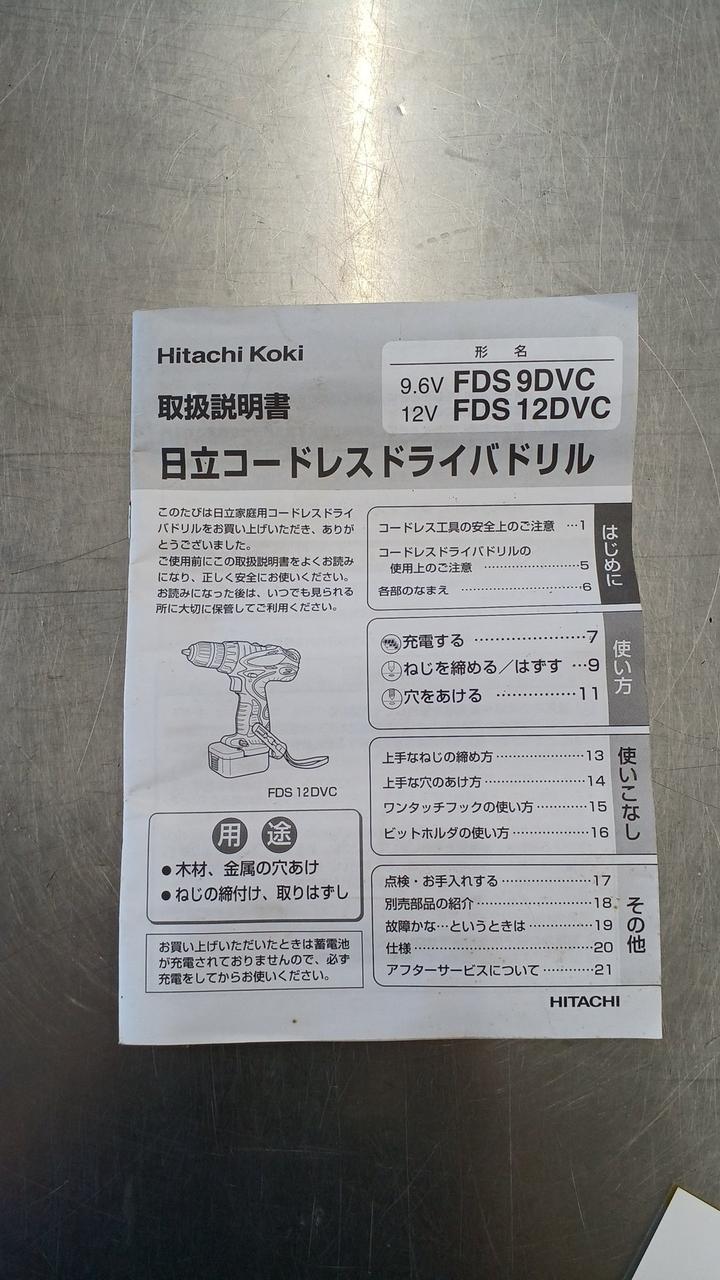 Hitachi Koki
形 名
9.6V FDS 9DVC
12V FDS 12DVC
取扱説明書
日立コードレスドライバドリル
このたびは日立家庭用コードレスドライ
バドリルをお買い上げいただき、ありが
とうございました。
ご使用前にこの取扱説明書をよくお読み
になり、正しく安全にお使いください。
お読みになった後は、いつでも見られる
所に大切に保管してご利用ください。
FDS 12DVC
用 途
●木材、金属の穴あけ
●ねじの締付け、取りはずし
お買い上げいただいたときは蓄電池
が充電されておりませんので、必ず
充電をしてからお使いください。
はじめに
コードレス工具の安全上のご注意 …1
コードレスドライバドリルの
使用上のご注意 ………………5
各部のなまえ ……………………6
使い方
充電する ………………7
ねじを締める／はずす …9
穴をあける …………11
使いこなし
上手なねじの締め方 …………13
上手な穴のあけ方 ……………14
ワンタッチフックの使い方 ………15
ビットホルダの使い方 …………16
その他
点検・お手入れする ……………17
別売部品の紹介 ………………18
故障かな…というときは ………19
仕様 ……………………………20
アフターサービスについて ………21
HITACHI